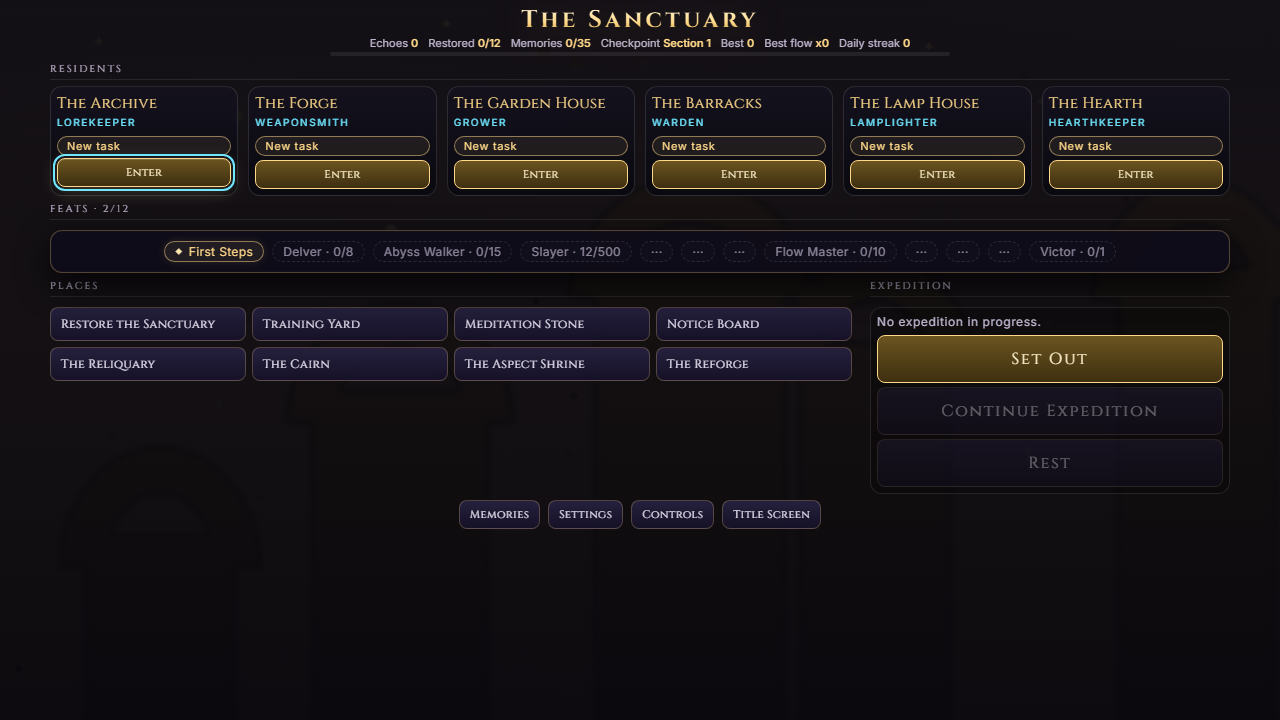 The Sanctuary
Echoes 0 Restored 0/12 Memories 0/35 Checkpoint Section 1 Best 0 Best flow x0 Daily streak 0
RESIDENTS
The Archive
LOREKEEPER
New task
Enter
The Forge
WEAPONSMITH
New task
Enter
The Garden House
GROWER
New task
Enter
The Barracks
WARDEN
New task
Enter
The Lamp House
LAMPLIGHTER
New task
Enter
The Hearth
HEARTHKEEPER
New task
Enter
FEATS · 2/12
◆ First Steps Delver · 0/8 Abyss Walker · 0/15 Slayer · 12/500 ... ... ... Flow Master · 0/10 ... ... ... Victor · 0/1
PLACES
Restore the Sanctuary Training Yard Meditation Stone Notice Board
The Reliquary The Cairn The Aspect Shrine The Reforge
EXPEDITION
No expedition in progress.
Set Out
Continue Expedition
Rest
Memories Settings Controls Title Screen